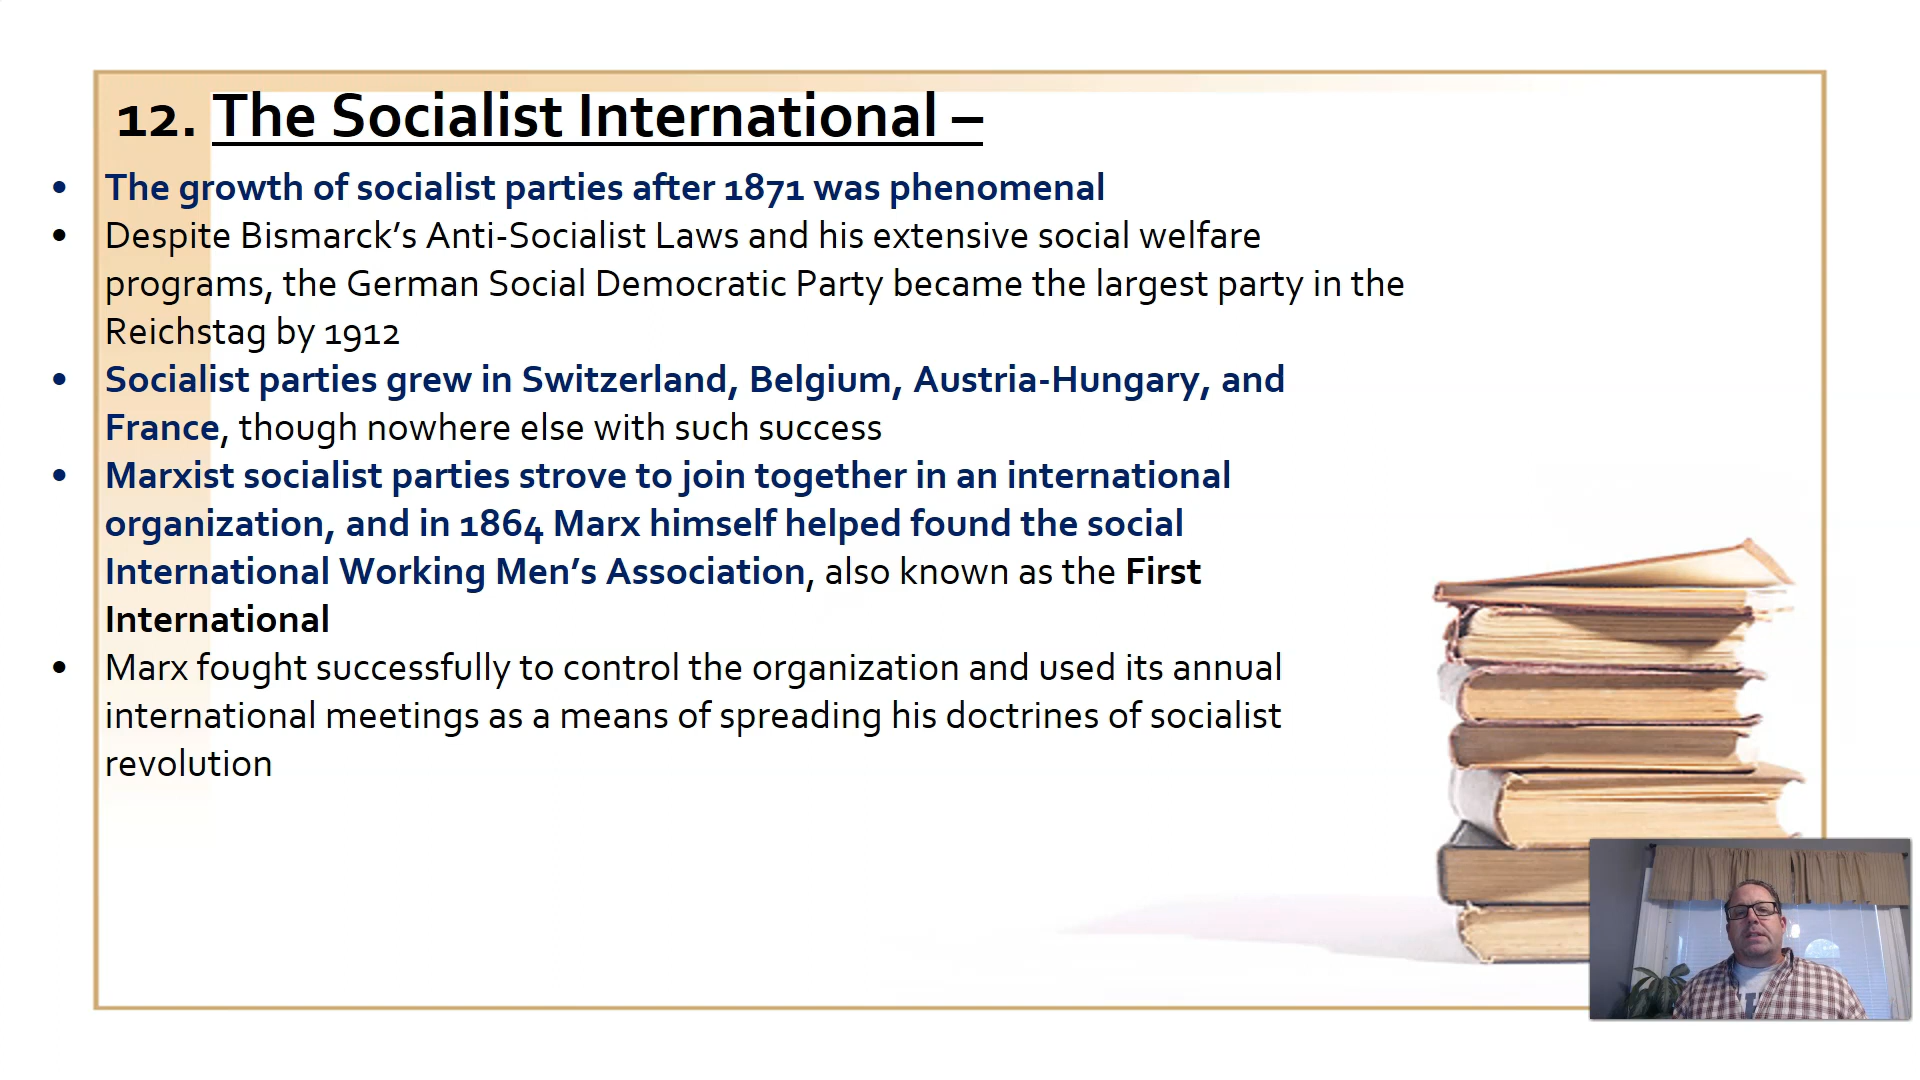 12. The Socialist International –
• The growth of socialist parties after 1871 was phenomenal
• Despite Bismarck’s Anti-Socialist Laws and his extensive social welfare
programs, the German Social Democratic Party became the largest party in the
Reichstag by 1912
• Socialist parties grew in Switzerland, Belgium, Austria-Hungary, and
France, though nowhere else with such success
• Marxist socialist parties strove to join together in an international
organization, and in 1864 Marx himself helped found the social
International Working Men’s Association, also known as the First
International
• Marx fought successfully to control the organization and used its annual
international meetings as a means of spreading his doctrines of socialist
revolution